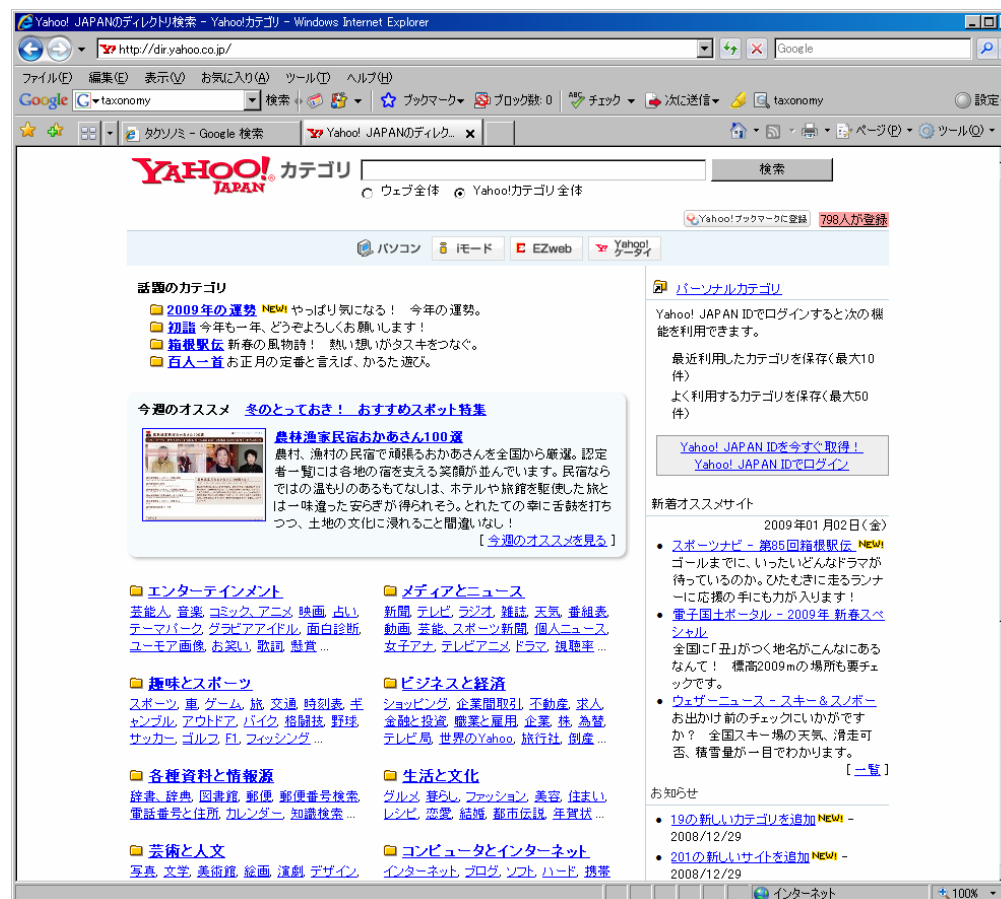 Yahoo! JAPANのディレクトリ検索 - Yahoo!カテゴリ - Windows Internet Explorer
http://dir.yahoo.co.jp/
Google
ファイル(F) 編集(E) 表示(V) お気に入り(A) ツール(T) ヘルプ(H)
Google G taxonomy 検索 ブックマーク ブロック数: 0 ABC チェック 次に送信 taxonomy 設定
タクソノミ - Google 検索 Yahoo! JAPANのディレク... ページ(P) ツール(O)
YAHOO! JAPAN カテゴリ 検索
ウェブ全体 Yahoo!カテゴリ全体
Yahoo!ブックマークに登録 798人が登録
パソコン iモード EZweb Yahoo!ケータイ
話題のカテゴリ
2009年の運勢 NEW! やっぱり気になる! 今年の運勢。
初詣 今年も一年、どうぞよろしくお願いします!
箱根駅伝 新春の風物詩! 熱い想いがタスキをつなぐ。
百人一首 お正月の定番と言えば、かるた遊び。
今週のオススメ 冬のとっておき! おすすめスポット特集
農林漁家民宿おかあさん100選
農村、漁村の民宿で頑張るおかあさんを全国から厳選。認定
者一覧には各地の宿を支える笑顔が並んでいます。民宿なら
ではの温もりのあるもてなしは、ホテルや旅館を駆使した旅と
は一味違った安らぎが得られそう。とれたての幸に舌鼓を打ち
つつ、土地の文化に浸れること間違いなし!
[ 今週のオススメを見る ]
エンターテインメント
芸能人, 音楽, コミック、アニメ, 映画, 占い,
テーマパーク, グラビアアイドル, 面白診断,
ユーモア画像, お笑い, 歌詞, 懸賞 ...
メディアとニュース
新聞, テレビ, ラジオ, 雑誌, 天気, 番組表,
動画, 芸能、スポーツ新聞, 個人ニュース,
女子アナ, テレビアニメ, ドラマ, 視聴率 ...
趣味とスポーツ
スポーツ, 車, ゲーム, 旅, 交通, 時刻表, ギ
ャンブル, アウトドア, バイク, 格闘技, 野球,
サッカー, ゴルフ, F1, フィッシング ...
ビジネスと経済
ショッピング, 企業間取引, 不動産, 求人,
金融と投資, 職業と雇用, 企業, 株, 為替,
テレビ局, 世界のYahoo, 旅行社, 倒産 ...
各種資料と情報源
辞書、辞典, 図書館, 郵便, 郵便番号検索,
電話番号と住所, カレンダー, 知識検索 ...
生活と文化
グルメ, 暮らし, ファッション, 美容, 住まい,
レシピ, 恋愛, 結婚, 都市伝説, 年賀状 ...
芸術と人文
写真, 文学, 美術館, 絵画, 演劇, デザイン,
コンピュータとインターネット
インターネット, ブログ, ソフト, ハード, 携帯
パーソナルカテゴリ
Yahoo! JAPAN IDでログインすると次の機
能を利用できます。
最近利用したカテゴリを保存(最大10
件)
よく利用するカテゴリを保存(最大50
件)
Yahoo! JAPAN IDを今すぐ取得!
Yahoo! JAPAN IDでログイン
新着オススメサイト
2009年01月02日(金)
スポーツナビ - 第85回箱根駅伝 NEW!
ゴールまでに、いったいどんなドラマが
待っているのか。ひたむきに走るランナ
ーに応援の手にも力が入ります!
電子国土ポータル - 2009年 新春スペ
シャル
全国に「丑」がつく地名がこんなにある
なんて! 標高2009mの場所も要チェ
ックです。
ウェザーニュース - スキー&スノボー
お出かけ前のチェックにいかがです
か? 全国スキー場の天気、滑走可
否、積雪量が一目でわかります。
[ 一覧 ]
お知らせ
19の新しいカテゴリを追加 NEW! -
2008/12/29
201の新しいサイトを追加 NEW! -
2008/12/29
インターネット 100%